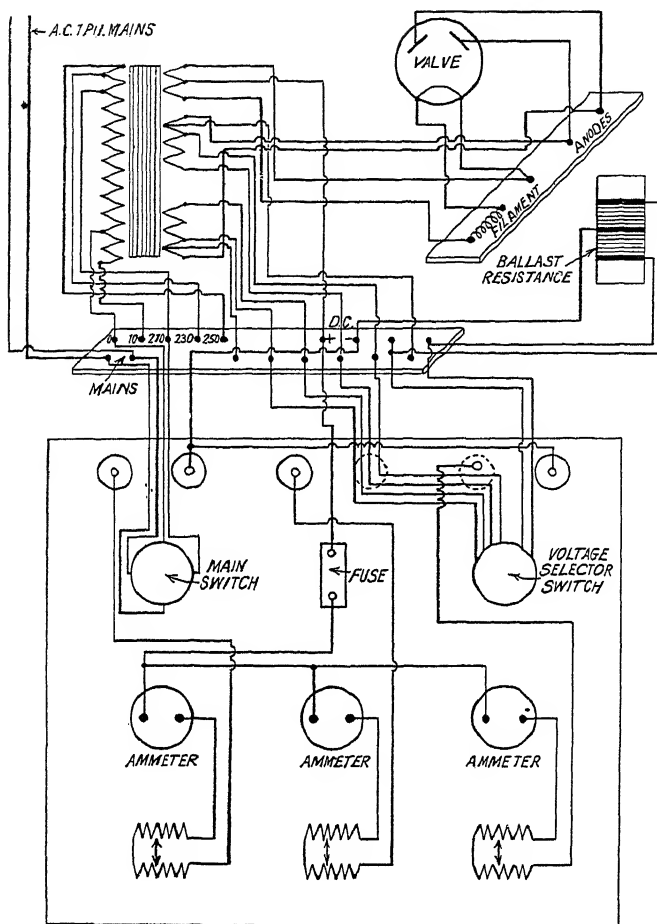 A.C. 1 PH. MAINS
VALVE
ANODES
FILAMENT
BALLAST
RESISTANCE
D.C.
+ -
0 10 210 230 250
MAINS
MAIN
SWITCH
FUSE
VOLTAGE
SELECTOR
SWITCH
AMMETER
AMMETER
AMMETER